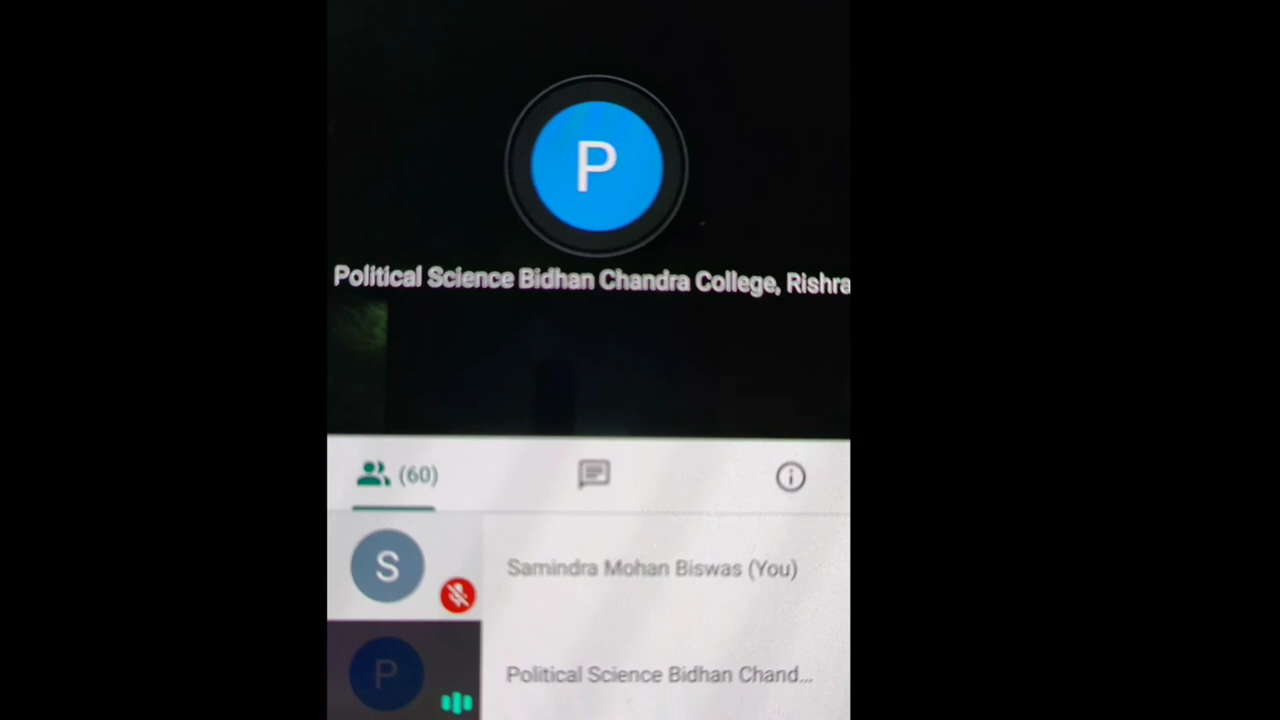 P
Political Science Bidhan Chandra College, Rishra
(60)
S
Samindra Mohan Biswas (You)
P
Political Science Bidhan Chand...